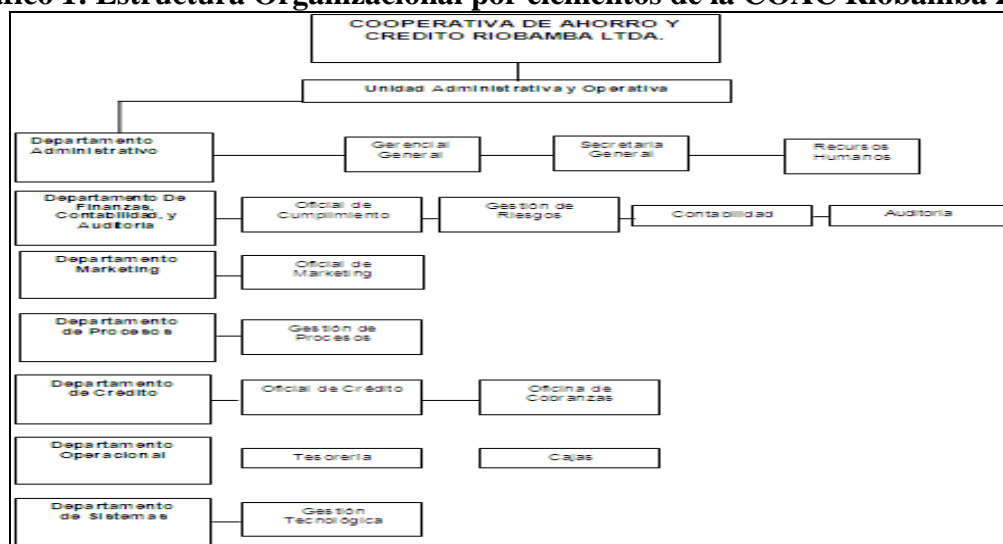 Gráfico 1: Estructura Organizacional por elementos de la COAC Riobamba
COOPERATIVA DE AHORRO Y
CREDITO RIOBAMBA LTDA.
Unidad Administrativa y Operativa
Departamento
Administrativo
Gerencial
General
Secretaria
General
Recursos
Humanos
Departamento De
Finanzas,
Contabilidad, y
Auditoria
Oficial de
Cumplimiento
Gestión de
Riesgos
Contabilidad
Auditoria
Departamento
Marketing
Oficial de
Marketing
Departamento
de Procesos
Gestión de
Procesos
Departamento
de Crédito
Oficial de Crédito
Oficina de
Cobranzas
Departamento
Operacional
Tesorería
Cajas
Departamento
de Sistemas
Gestión
Tecnológica